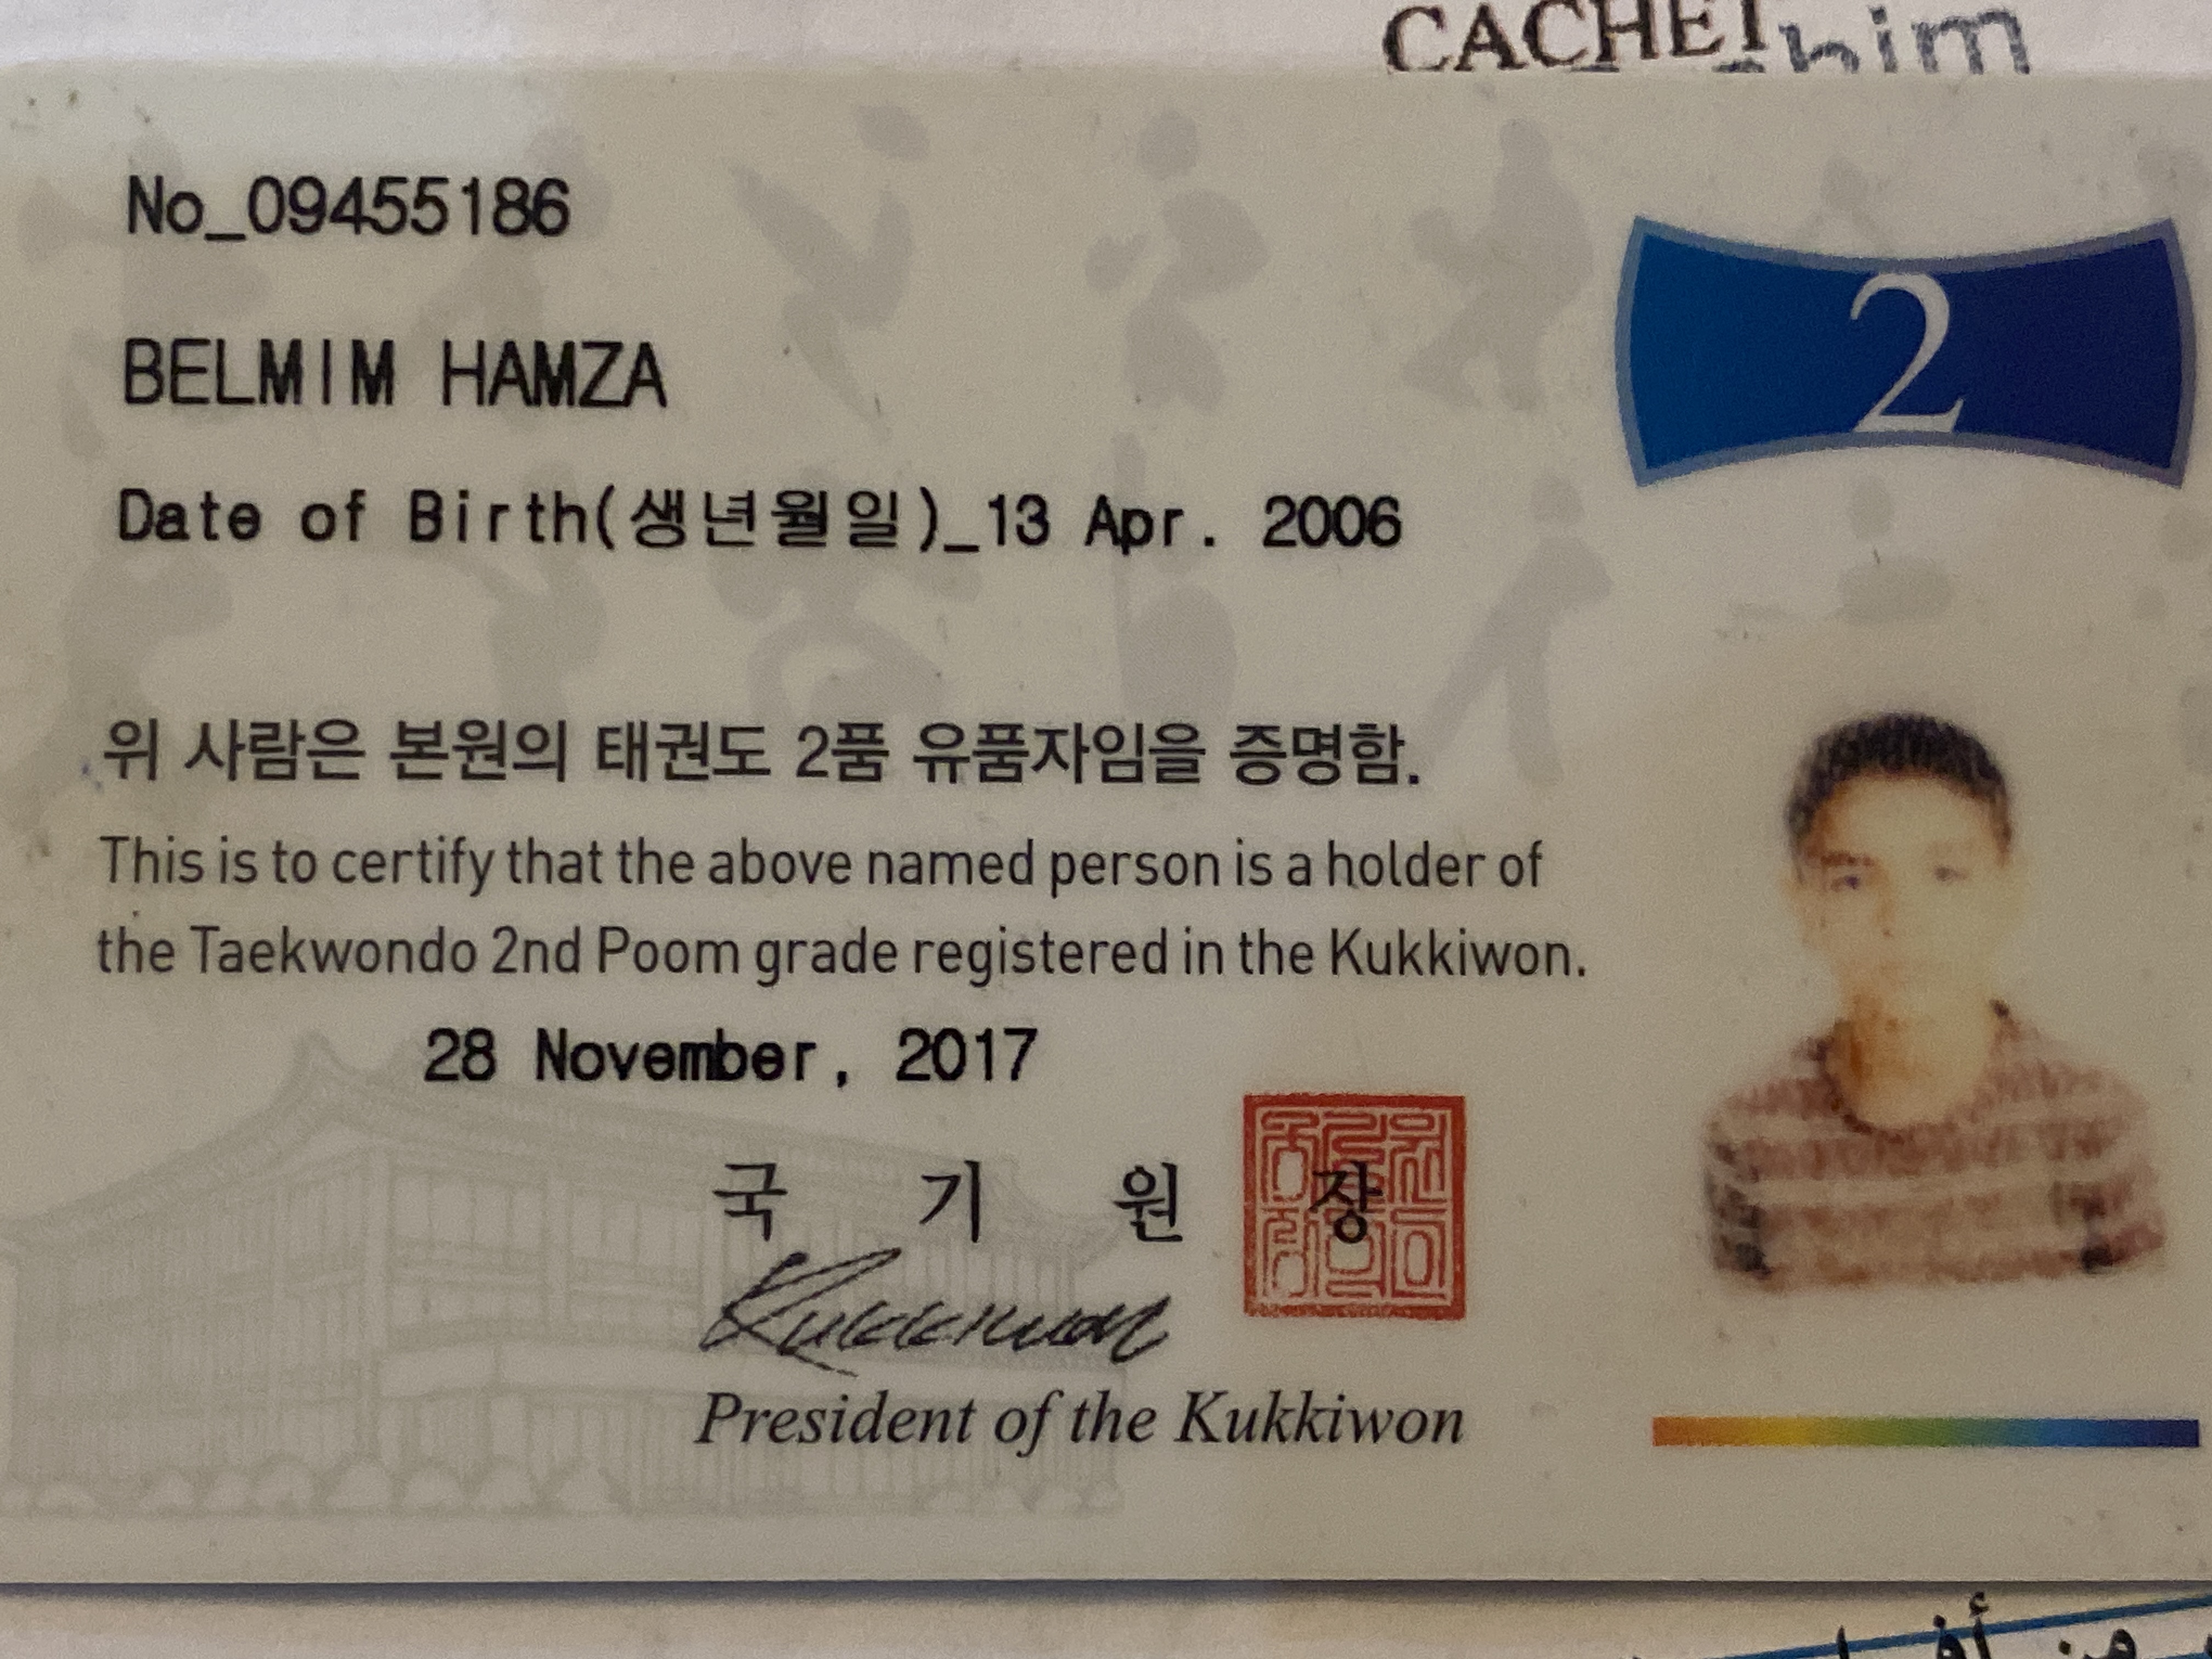 CACHET
him
No_09455186
2
BELMIM HAMZA
Date of Birth(생년월일)_13 Apr. 2006
위 사람은 본원의 태권도 2품 유품자임을 증명함.
This is to certify that the above named person is a holder of
the Taekwondo 2nd Poom grade registered in the Kukkiwon.
28 November, 2017
국 기 원 장
Kukkiwon
President of the Kukkiwon
من